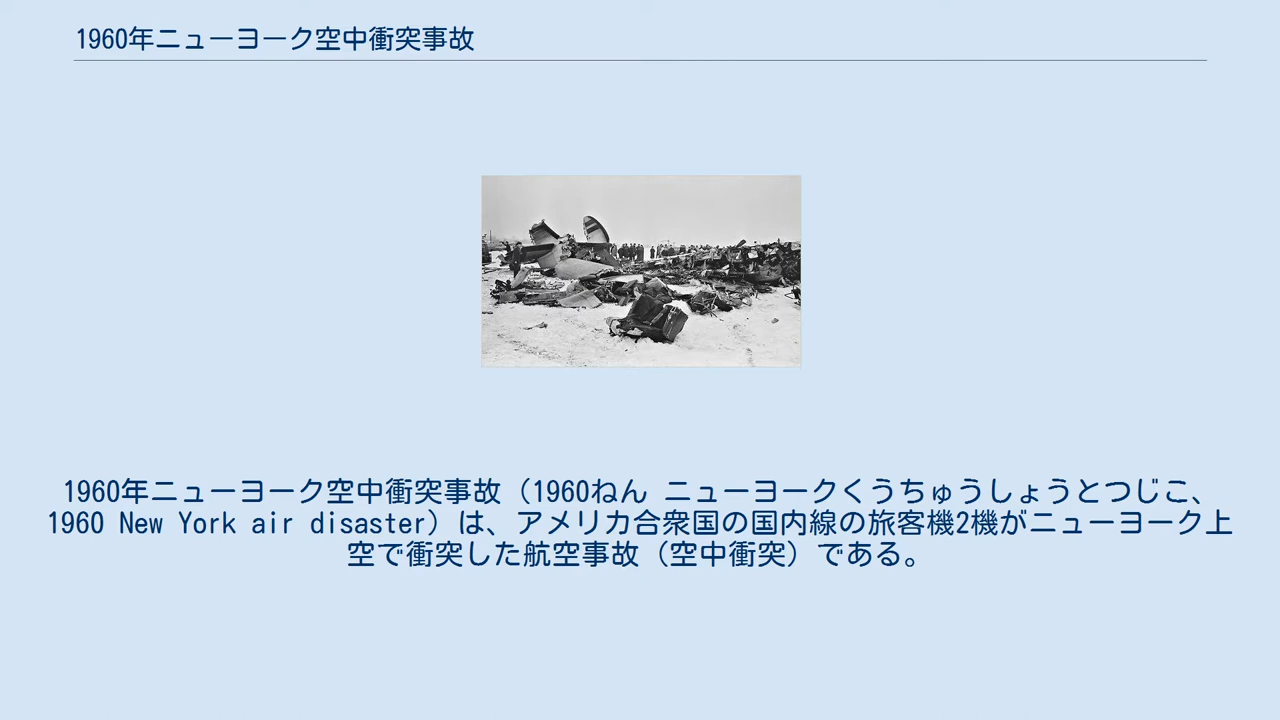 1960年ニューヨーク空中衝突事故
1960年ニューヨーク空中衝突事故（1960ねん ニューヨークくうちゅうしょうとつじこ、
1960 New York air disaster）は、アメリカ合衆国の国内線の旅客機2機がニューヨーク上
空で衝突した航空事故（空中衝突）である。